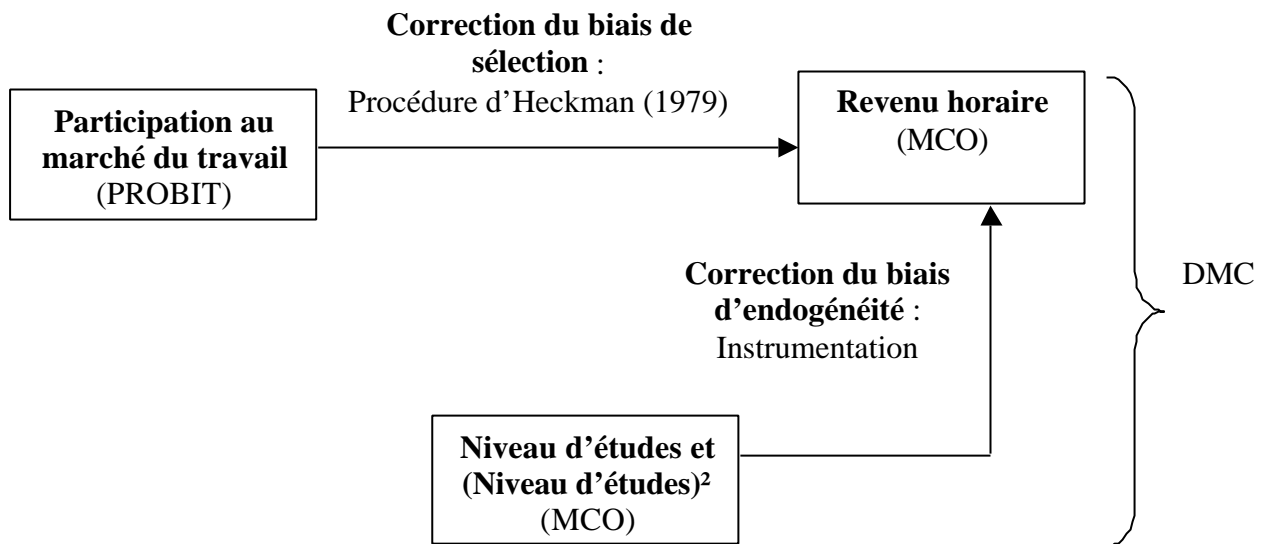 Correction du biais de
sélection :
Procédure d’Heckman (1979)
Participation au
marché du travail
(PROBIT)
Revenu horaire
(MCO)
Correction du biais
d’endogénéité :
Instrumentation
DMC
Niveau d’études et
(Niveau d’études)²
(MCO)